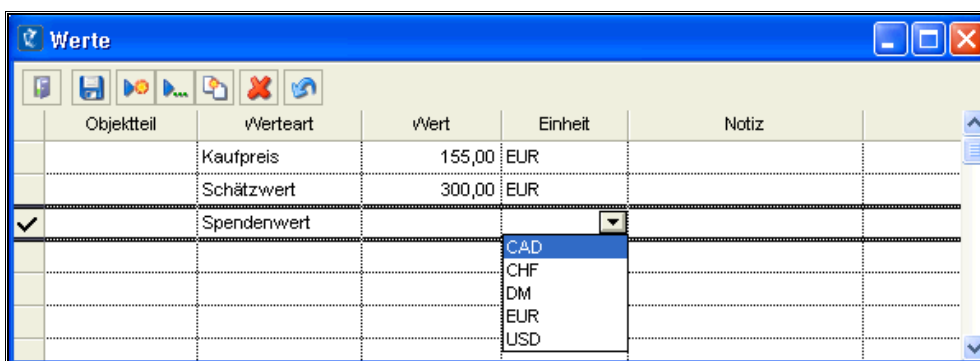 Werte
Objektteil Werteart Wert Einheit Notiz
Kaufpreis 155,00 EUR
Schätzwert 300,00 EUR
Spendenwert
CAD
CHF
DM
EUR
USD